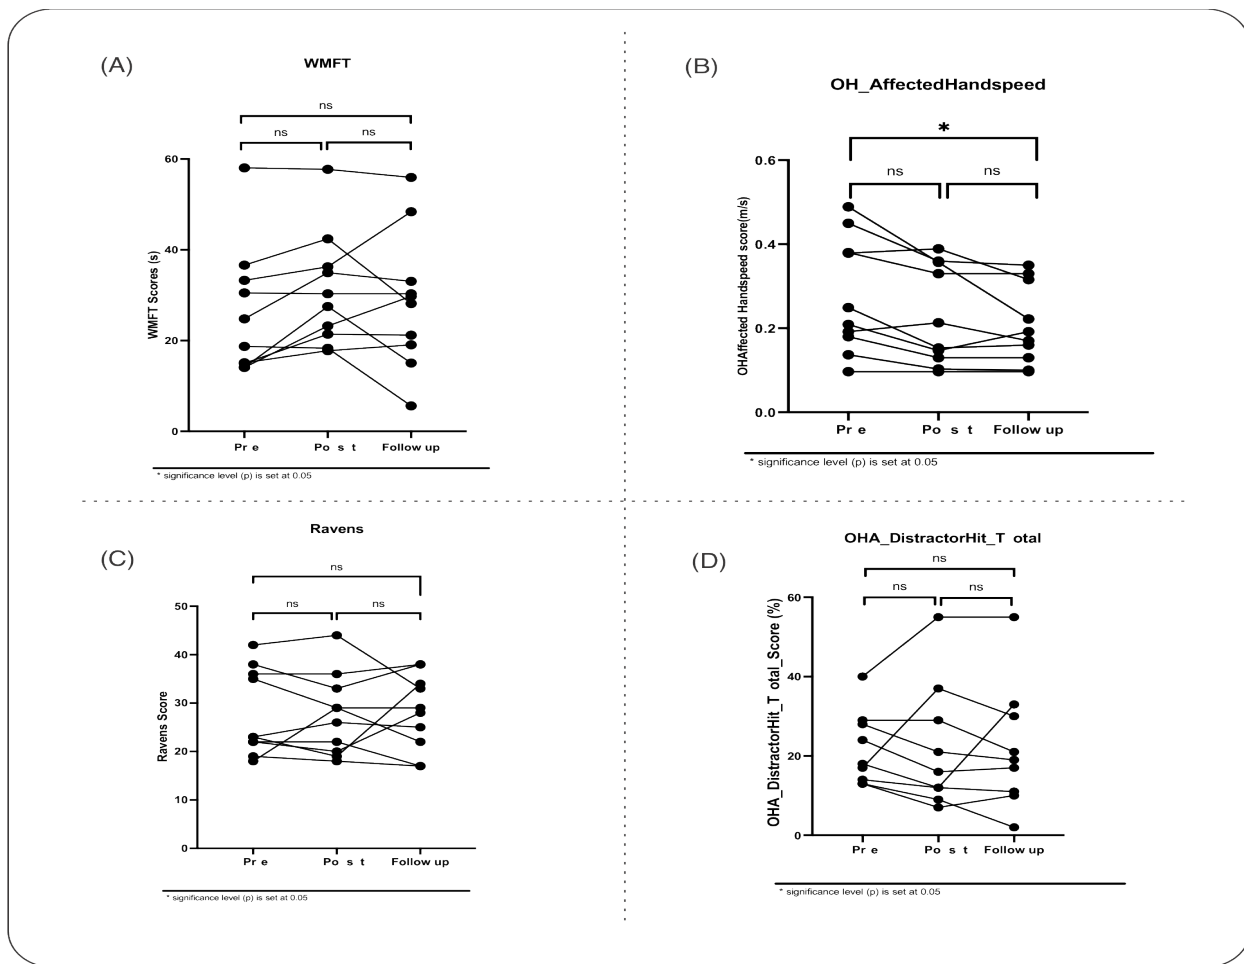 (A)
WMFT
ns
ns
ns
WMFT Scores (s)
60
40
20
0
Pr e
Po s t
Follow up
* significance level (p) is set at 0.05
(B)
OH_AffectedHandspeed
*
ns
ns
OHAffected Handspeed score(m/s)
0.6
0.4
0.2
0.0
Pr e
Po s t
Follow up
* significance level (p) is set at 0.05
(C)
Ravens
ns
ns
ns
Ravens Score
50
40
30
20
10
0
Pr e
Po s t
Follow up
* significance level (p) is set at 0.05
(D)
OHA_DistractorHit_T otal
ns
ns
ns
OHA_DistractorHit_T otal_Score (%)
60
40
20
0
Pr e
Po s t
Follow up
* significance level (p) is set at 0.05